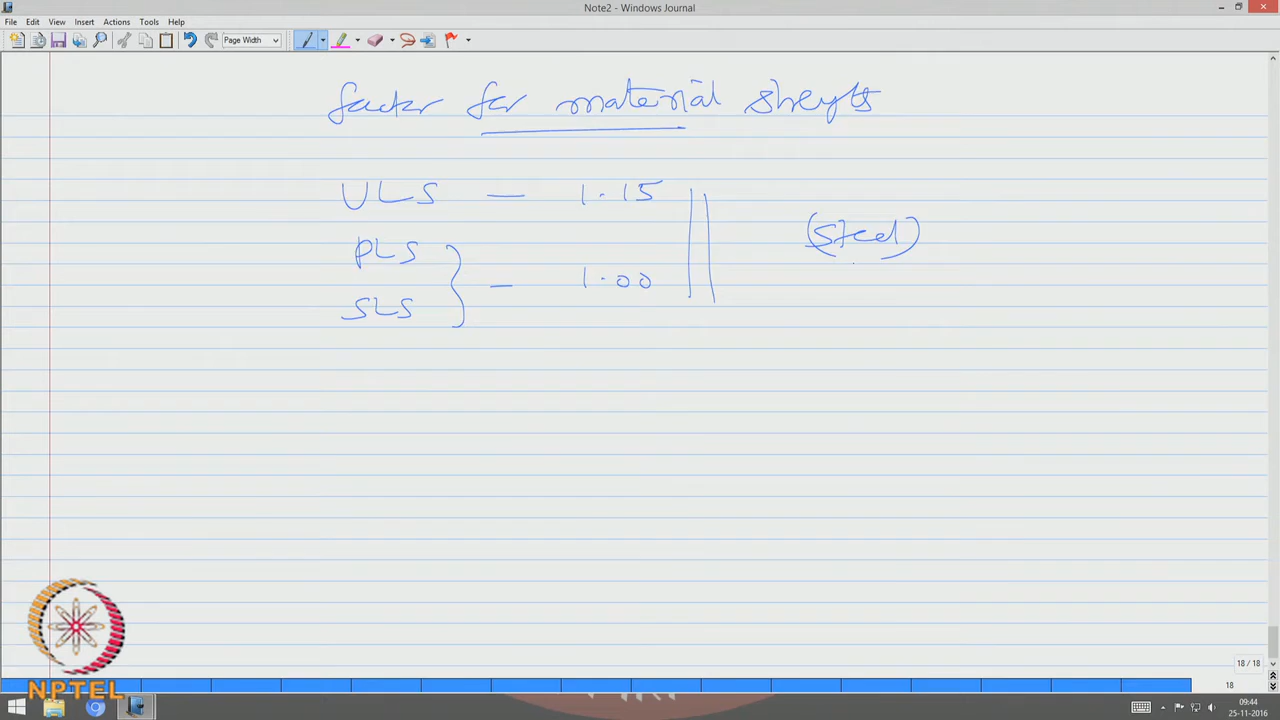 Note2 - Windows Journal
File Edit View Insert Actions Tools Help
Page Width
factor for material strengths
ULS — 1.15
(steel)
PLS
— 1.00
SLS
18 / 18
18
NPTEL
09:44
25-11-2016